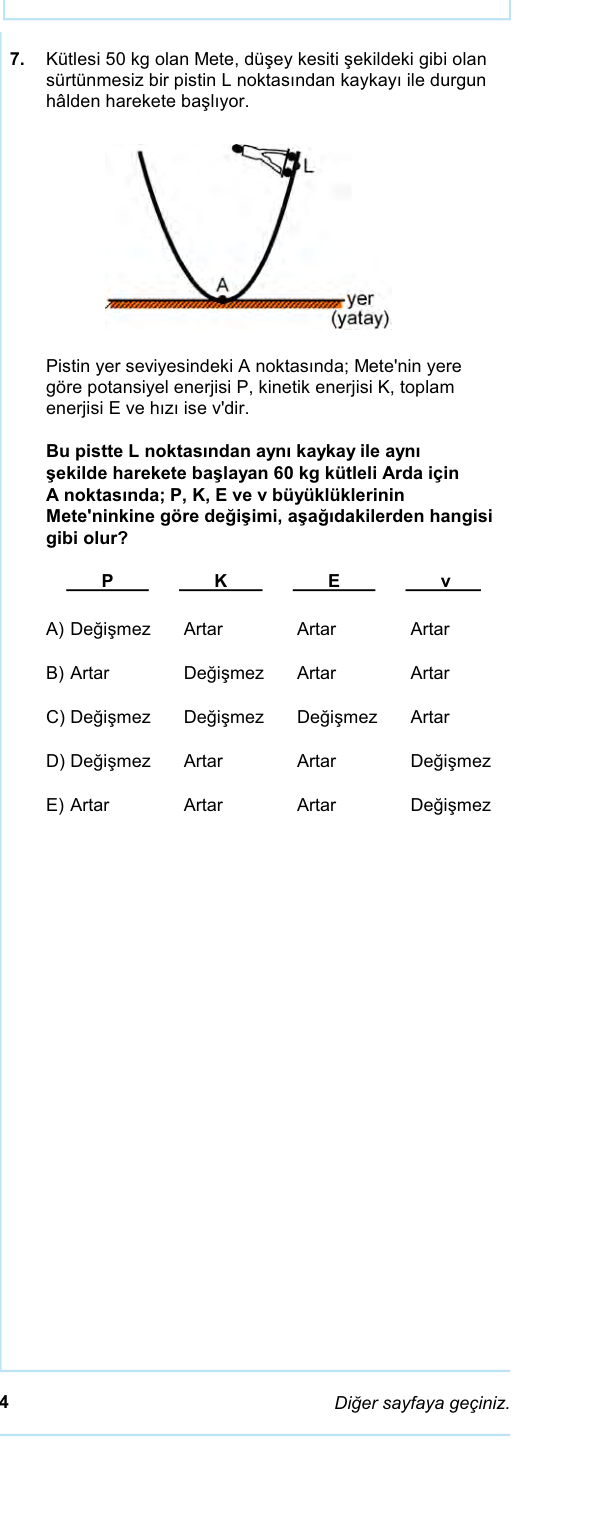 7. Kütlesi 50 kg olan Mete, düşey kesiti şekildeki gibi olan
sürtünmesiz bir pistin L noktasından kaykayı ile durgun
hâlden harekete başlıyor.
L
A
yer
(yatay)
Pistin yer seviyesindeki A noktasında; Mete'nin yere
göre potansiyel enerjisi P, kinetik enerjisi K, toplam
enerjisi E ve hızı ise v'dir.
Bu pistte L noktasından aynı kaykay ile aynı
şekilde harekete başlayan 60 kg kütleli Arda için
A noktasında; P, K, E ve v büyüklüklerinin
Mete'ninkine göre değişimi, aşağıdakilerden hangisi
gibi olur?
P K E v
A) Değişmez Artar Artar Artar
B) Artar Değişmez Artar Artar
C) Değişmez Değişmez Değişmez Artar
D) Değişmez Artar Artar Değişmez
E) Artar Artar Artar Değişmez
4 Diğer sayfaya geçiniz.